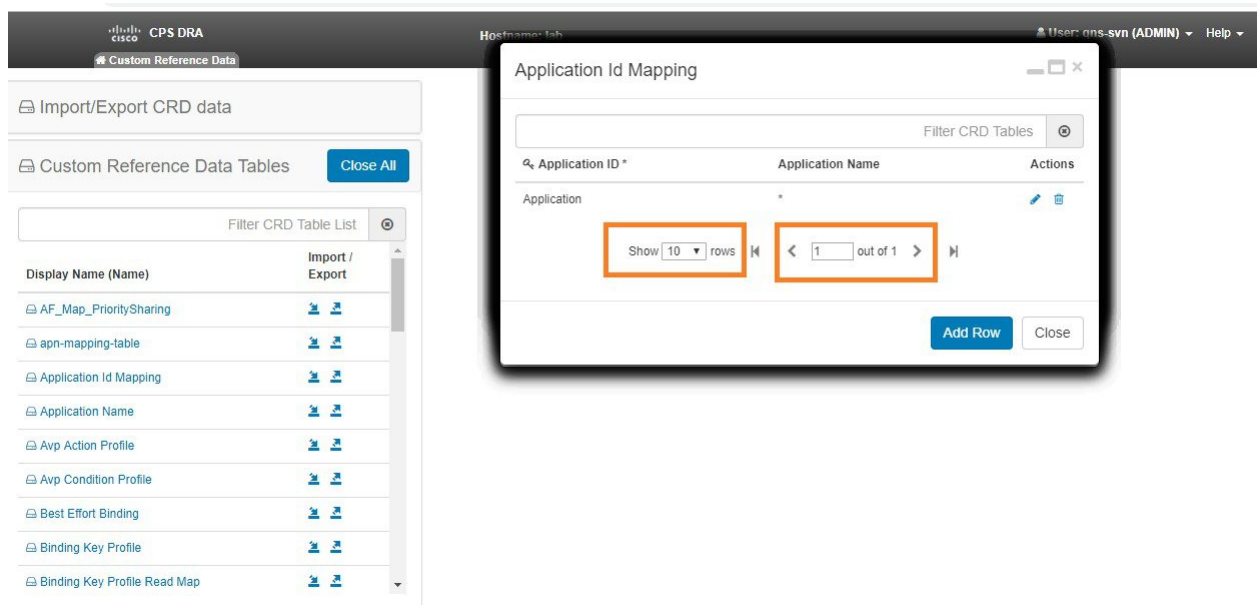 cisco CPS DRA
Hostname: lab
User: qns-svn (ADMIN) Help
Custom Reference Data
Import/Export CRD data
Custom Reference Data Tables Close All
Filter CRD Table List
Display Name (Name) Import / Export
AF_Map_PrioritySharing
apn-mapping-table
Application Id Mapping
Application Name
Avp Action Profile
Avp Condition Profile
Best Effort Binding
Binding Key Profile
Binding Key Profile Read Map
Application Id Mapping
Filter CRD Tables
Application ID * Application Name Actions
Application *
Show 10 rows 1 out of 1
Add Row Close